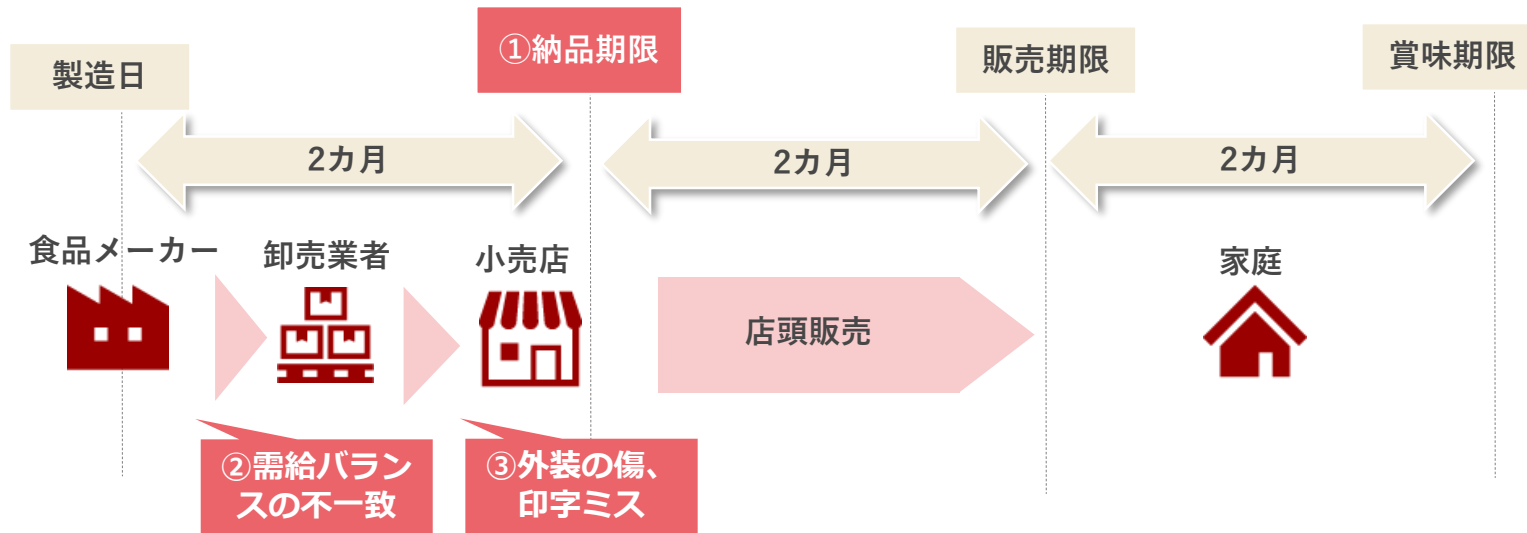 製造日
①納品期限
販売期限
賞味期限
2カ月
2カ月
2カ月
食品メーカー
卸売業者
小売店
家庭
店頭販売
②需給バラン
スの不一致
③外装の傷、
印字ミス